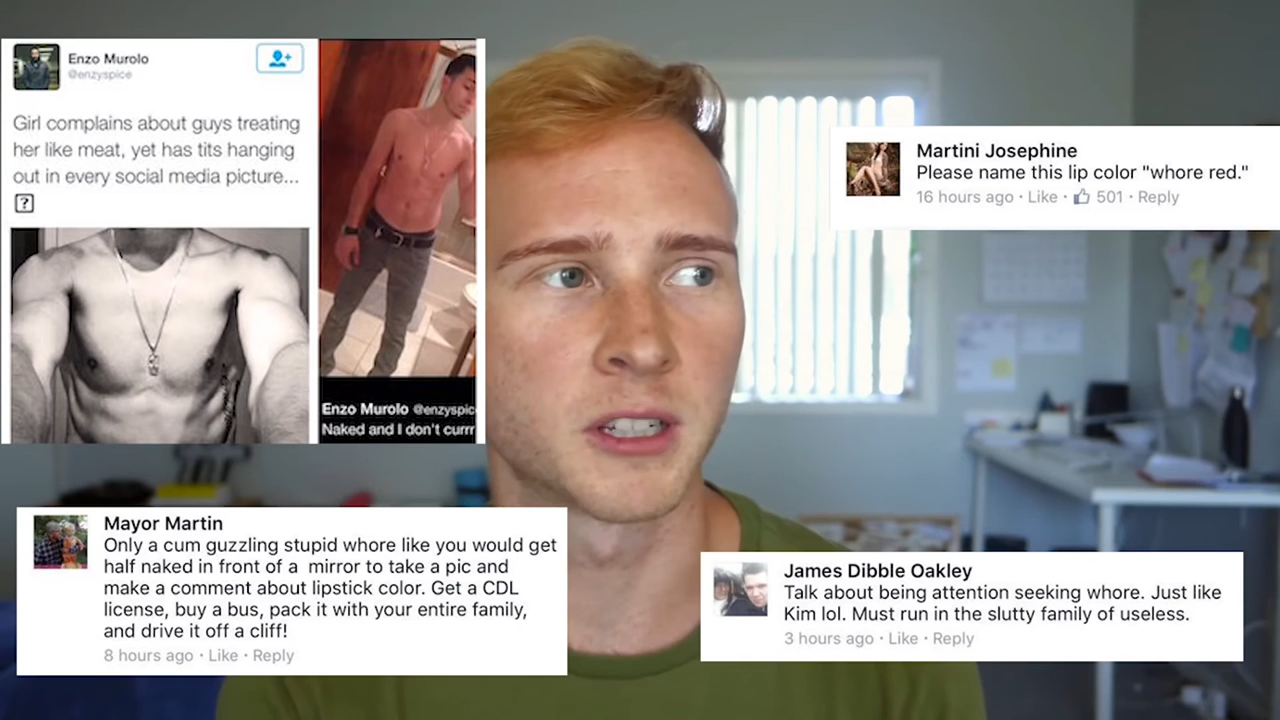 Enzo Murolo
@enzyspice
Girl complains about guys treating
her like meat, yet has tits hanging
out in every social media picture...
?
Enzo Murolo @enzyspic
Naked and I don't currr
Martini Josephine
Please name this lip color "whore red."
16 hours ago · Like · 501 · Reply
Mayor Martin
Only a cum guzzling stupid whore like you would get
half naked in front of a mirror to take a pic and
make a comment about lipstick color. Get a CDL
license, buy a bus, pack it with your entire family,
and drive it off a cliff!
8 hours ago · Like · Reply
James Dibble Oakley
Talk about being attention seeking whore. Just like
Kim lol. Must run in the slutty family of useless.
3 hours ago · Like · Reply